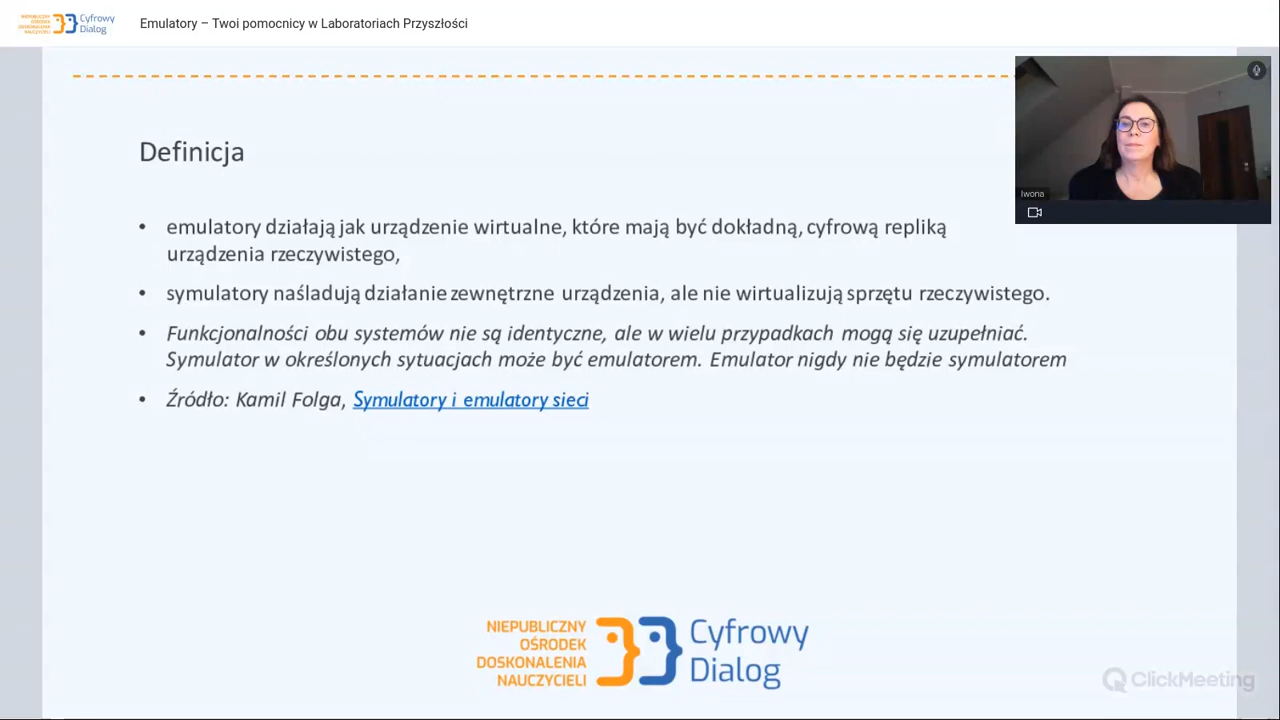 NIEPUBLICZNY
OŚRODEK
DOSKONALENIA
NAUCZYCIELI
Cyfrowy
Dialog
Emulatory – Twoi pomocnicy w Laboratoriach Przyszłości
Iwona
Definicja
• emulatory działają jak urządzenie wirtualne, które mają być dokładną, cyfrową repliką
urządzenia rzeczywistego,
• symulatory naśladują działanie zewnętrzne urządzenia, ale nie wirtualizują sprzętu rzeczywistego.
• Funkcjonalności obu systemów nie są identyczne, ale w wielu przypadkach mogą się uzupełniać.
Symulator w określonych sytuacjach może być emulatorem. Emulator nigdy nie będzie symulatorem
• Źródło: Kamil Folga, Symulatory i emulatory sieci
NIEPUBLICZNY
OŚRODEK
DOSKONALENIA
NAUCZYCIELI
Cyfrowy
Dialog
ClickMeeting